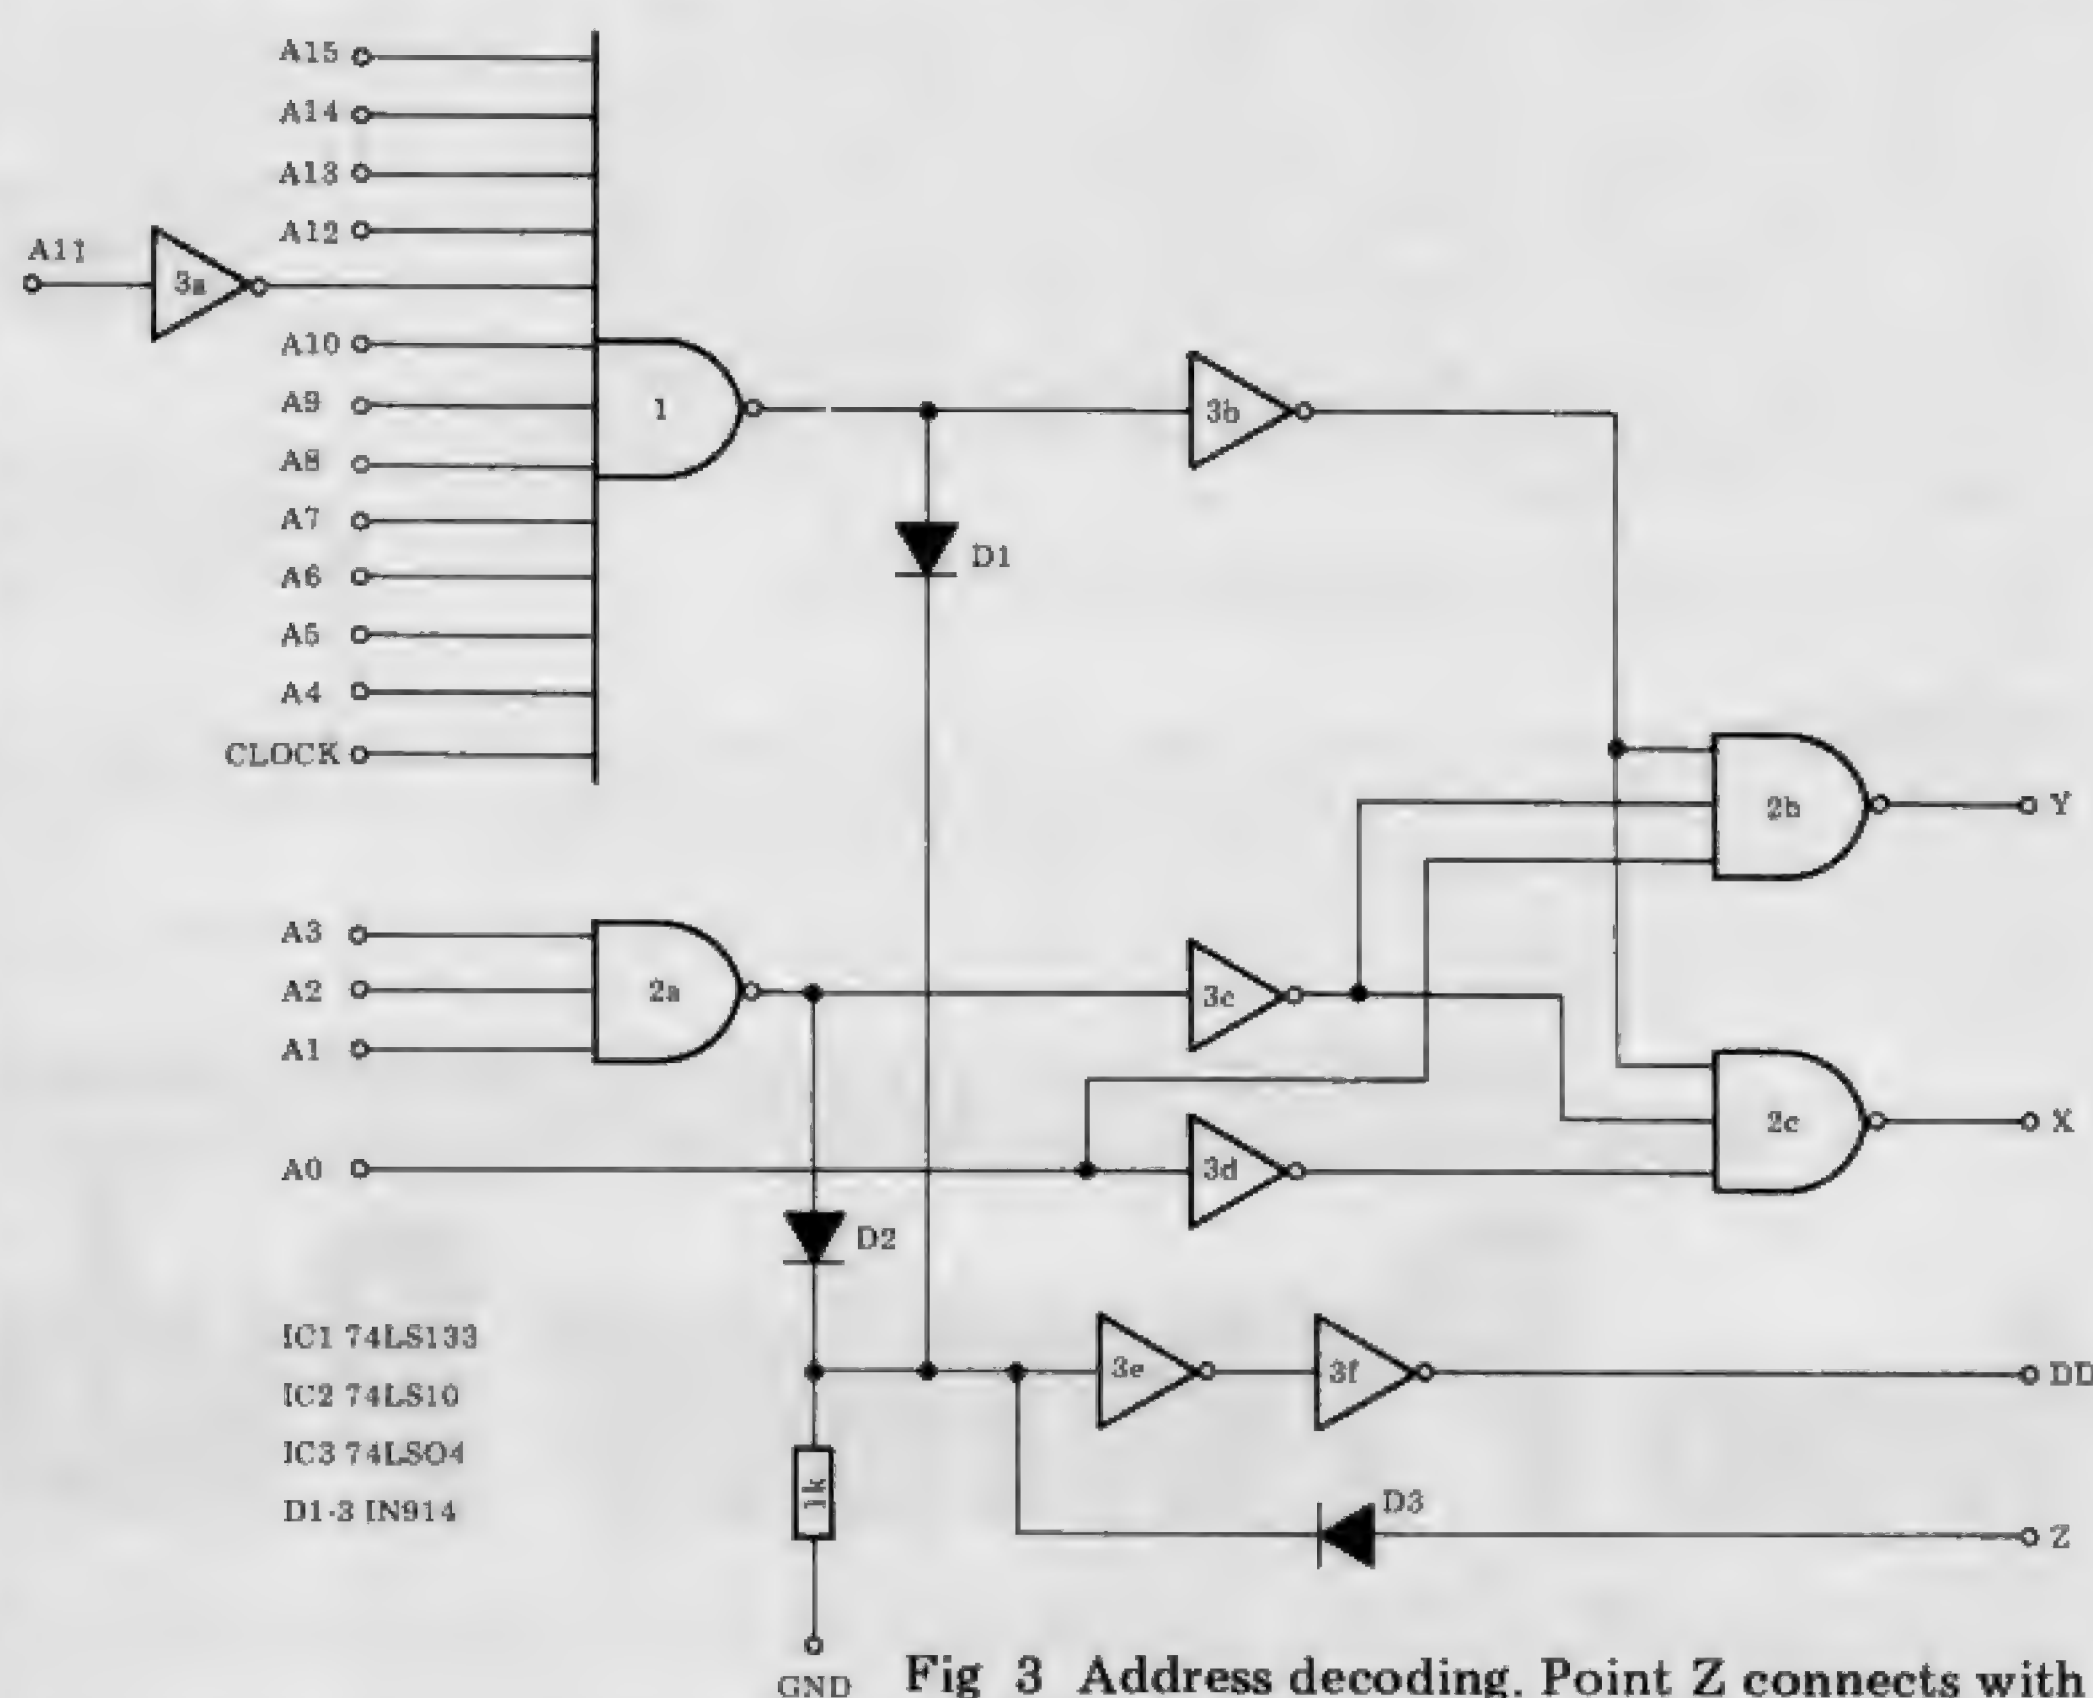 A15
A14
A13
A12
A11
3a
A10
A9
1
3b
A8
D1
A7
A6
A5
A4
CLOCK
2b
Y
A3
A2
2a
3c
A1
2c
X
A0
3d
D2
IC1 74LS133
3e
3f
DD
IC2 74LS10
IC3 74LSO4
1k
D3
D1-3 IN914
Z
GND
Fig 3 Address decoding. Point Z connects with